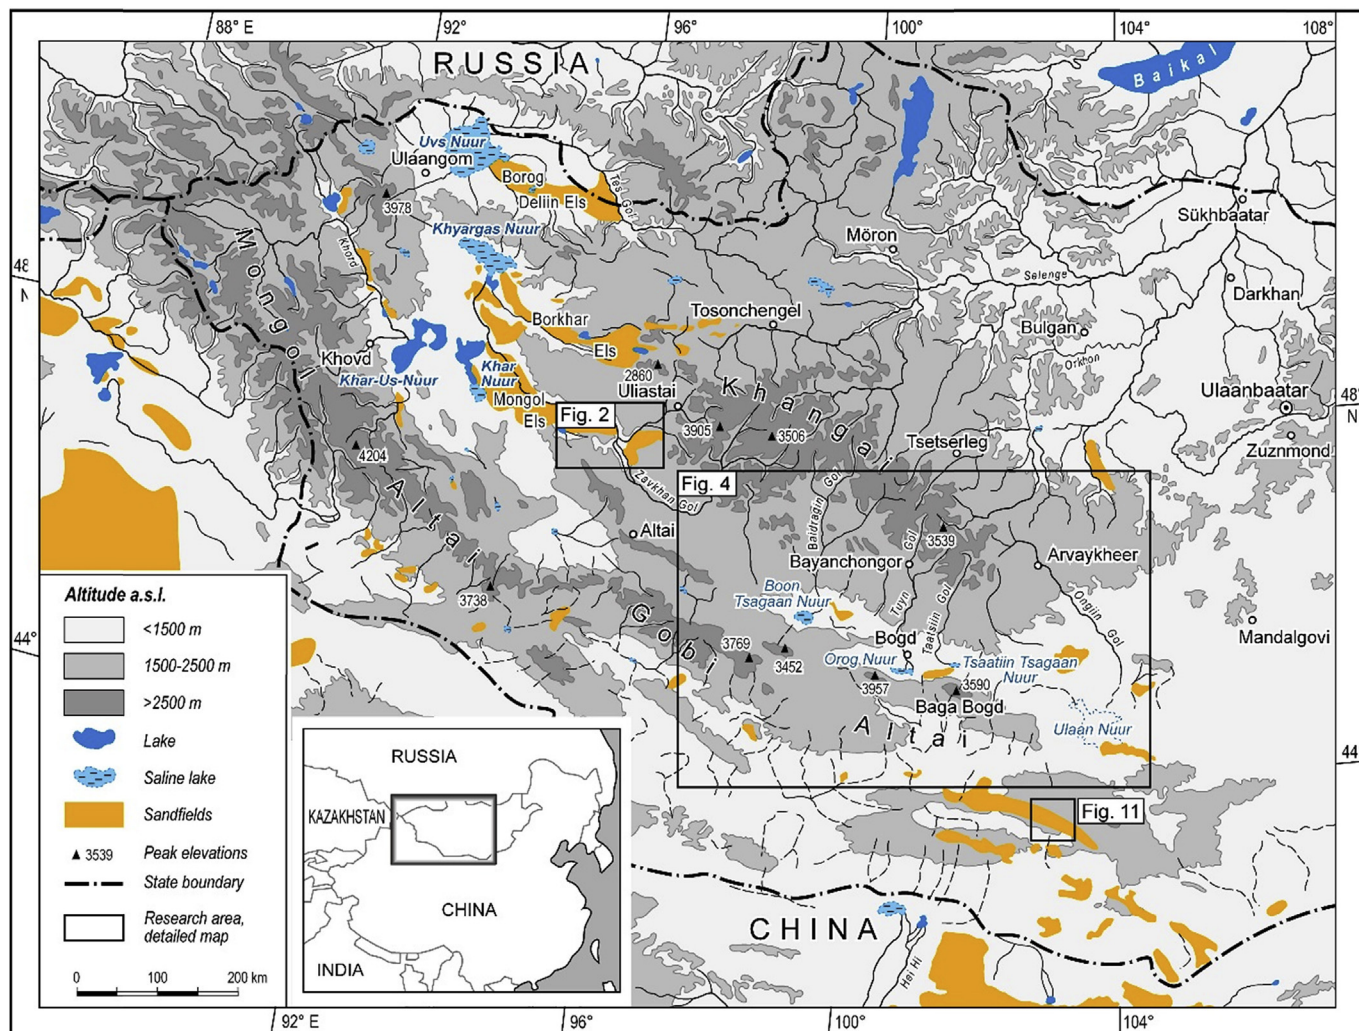 88°
92°
96°
100°
104°
108°
RUSSIA
Baikal
Uvs Nuur
Ulaangom
Borog
Deliin Els
Tes Gol
3978
Sükhbaatar
Khyargas Nuur
Möron
Mongol
Khord
48
N
Selenge
Darkhan
Borkhar
Els
Tosonchengel
Bulgan
Orkhon
Khovd
Khar-Us-Nuur
Khar
Nuur
2860
Uliastai
Khangai
Ulaanbaatar
48°
N
Mongol
Els
Fig. 2
3905
3506
Tsetserleg
Zuznmond
4204
Altai
Zavkhan Gol
Fig. 4
Baidragin Gol
Altai
3539
Bayanchongor
Gol
Arvaykheer
3738
Boon
Tsagaan Nuur
Tuyn
Taatsiin Gol
Ongiin Gol
Mandalgovi
44°
Gobi
3769
3452
Bogd
Orog Nuur
Tsaatiin Tsagaan
Nuur
3957
3590
Baga Bogd
Altai
Ulaan Nuur
44
Fig. 11
CHINA
Hei Hi
Altitude a.s.l.
<1500 m
1500-2500 m
>2500 m
Lake
Saline lake
Sandfields
3539
Peak elevations
State boundary
Research area,
detailed map
0
100
200 km
RUSSIA
KAZAKHSTAN
CHINA
INDIA
92° E
96°
100°
104°